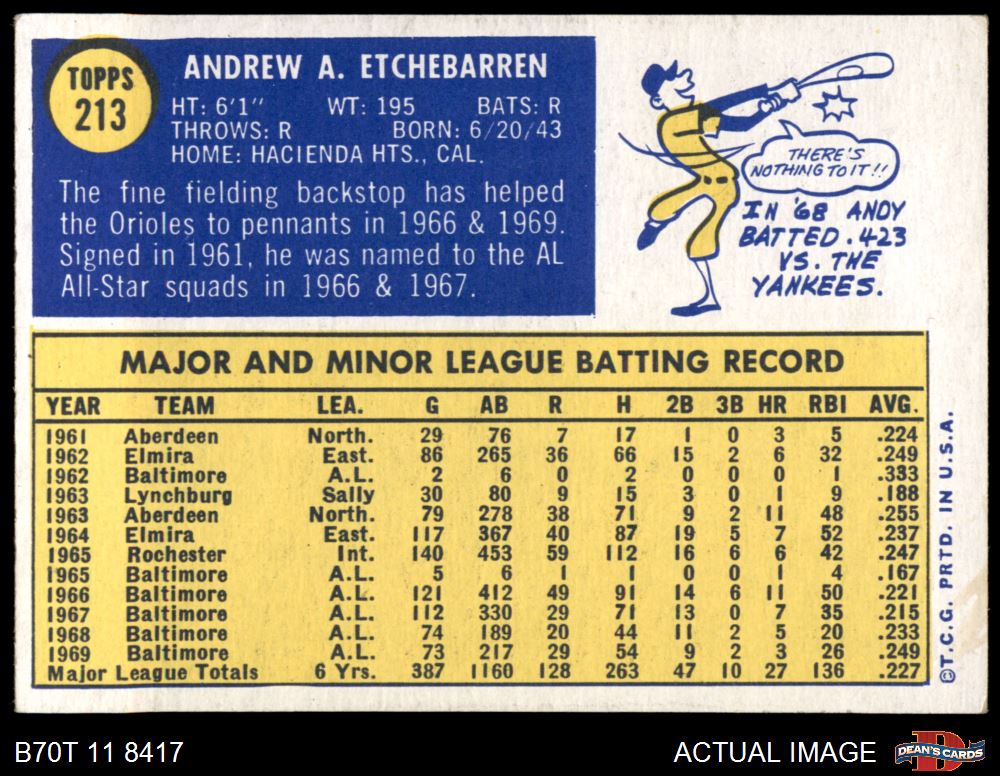 TOPPS
213
ANDREW A. ETCHEBARREN
HT: 6'1" WT: 195 BATS: R
THROWS: R BORN: 6/20/43
HOME: HACIENDA HTS., CAL.
The fine fielding backstop has helped
the Orioles to pennants in 1966 & 1969.
Signed in 1961, he was named to the AL
All-Star squads in 1966 & 1967.
THERE'S
NOTHING TO IT!!
IN '68 ANDY
BATTED .423
VS. THE
YANKEES.
MAJOR AND MINOR LEAGUE BATTING RECORD
YEAR TEAM LEA. G AB R H 2B 3B HR RBI AVG.
1961 Aberdeen North. 29 76 7 17 1 0 3 5 .224
1962 Elmira East. 86 265 36 66 15 2 6 32 .249
1962 Baltimore A.L. 2 6 0 2 0 0 0 1 .333
1963 Lynchburg Sally 30 80 9 15 3 0 1 9 .188
1963 Aberdeen North. 79 278 38 71 9 2 11 48 .255
1964 Elmira East. 117 367 40 87 19 5 7 52 .237
1965 Rochester Int. 140 453 59 112 16 6 6 42 .247
1965 Baltimore A.L. 5 6 1 1 0 0 1 4 .167
1966 Baltimore A.L. 121 412 49 91 14 6 11 50 .221
1967 Baltimore A.L. 112 330 29 71 13 0 7 35 .215
1968 Baltimore A.L. 74 189 20 44 11 2 5 20 .233
1969 Baltimore A.L. 73 217 29 54 9 2 3 26 .249
Major League Totals 6 Yrs. 387 1160 128 263 47 10 27 136 .227
©T.C.G. PRTD. IN U.S.A.
B70T 11 8417
ACTUAL IMAGE
DEAN'S CARDS